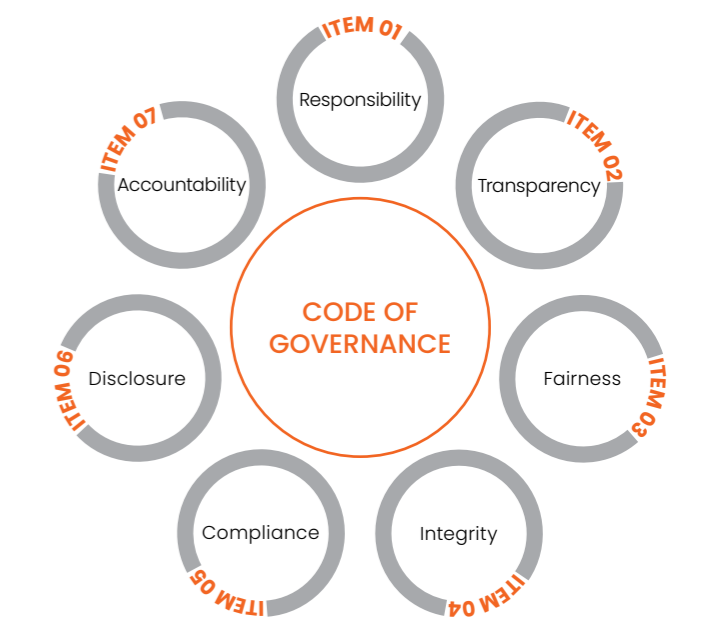 ITEM 01
Responsibility
ITEM 02
Transparency
ITEM 03
Fairness
ITEM 04
Integrity
ITEM 05
Compliance
ITEM 06
Disclosure
ITEM 07
Accountability
CODE OF
GOVERNANCE